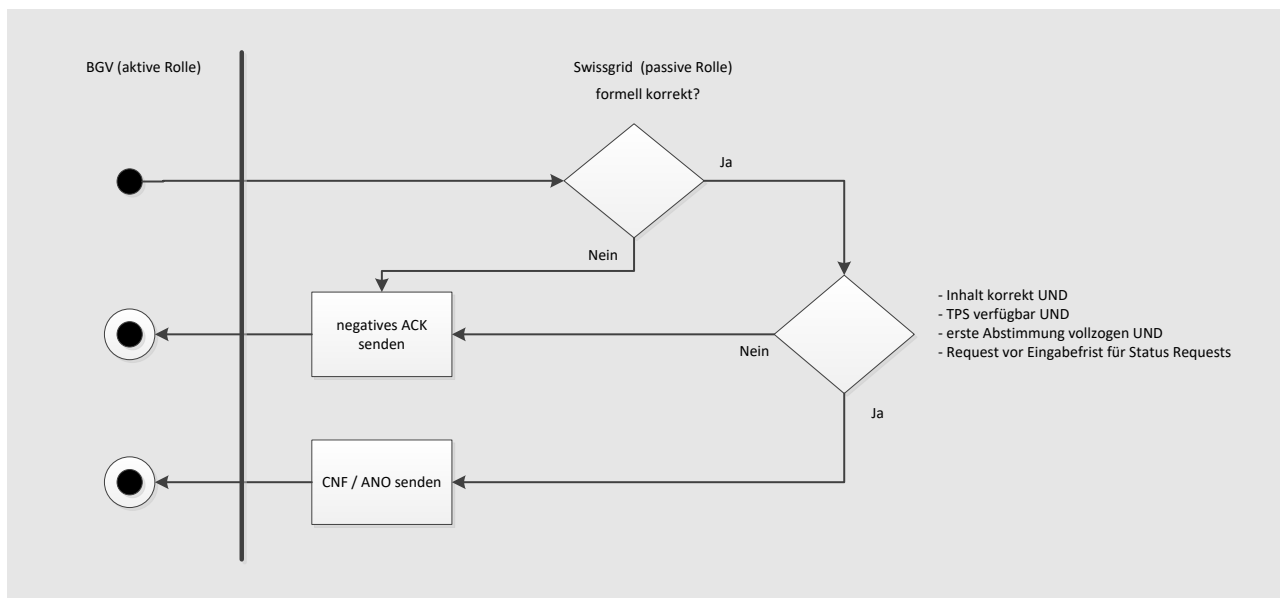 BGV (aktive Rolle)
Swissgrid (passive Rolle)
formell korrekt?
Ja
Nein
negatives ACK
senden
Nein
- Inhalt korrekt UND
- TPS verfügbar UND
- erste Abstimmung vollzogen UND
- Request vor Eingabefrist für Status Requests
Ja
CNF / ANO senden